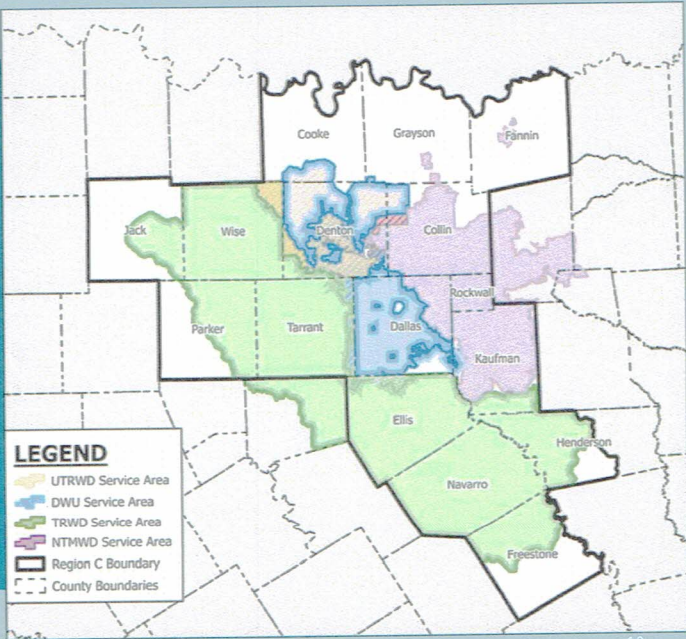 Cooke
Grayson
Fannin
Jack
Wise
Denton
Collin
Rockwall
Parker
Tarrant
Dallas
Kaufman
Ellis
Henderson
Navarro
Freestone
LEGEND
UTRWD Service Area
DWU Service Area
TRWD Service Area
NTMWD Service Area
Region C Boundary
County Boundaries